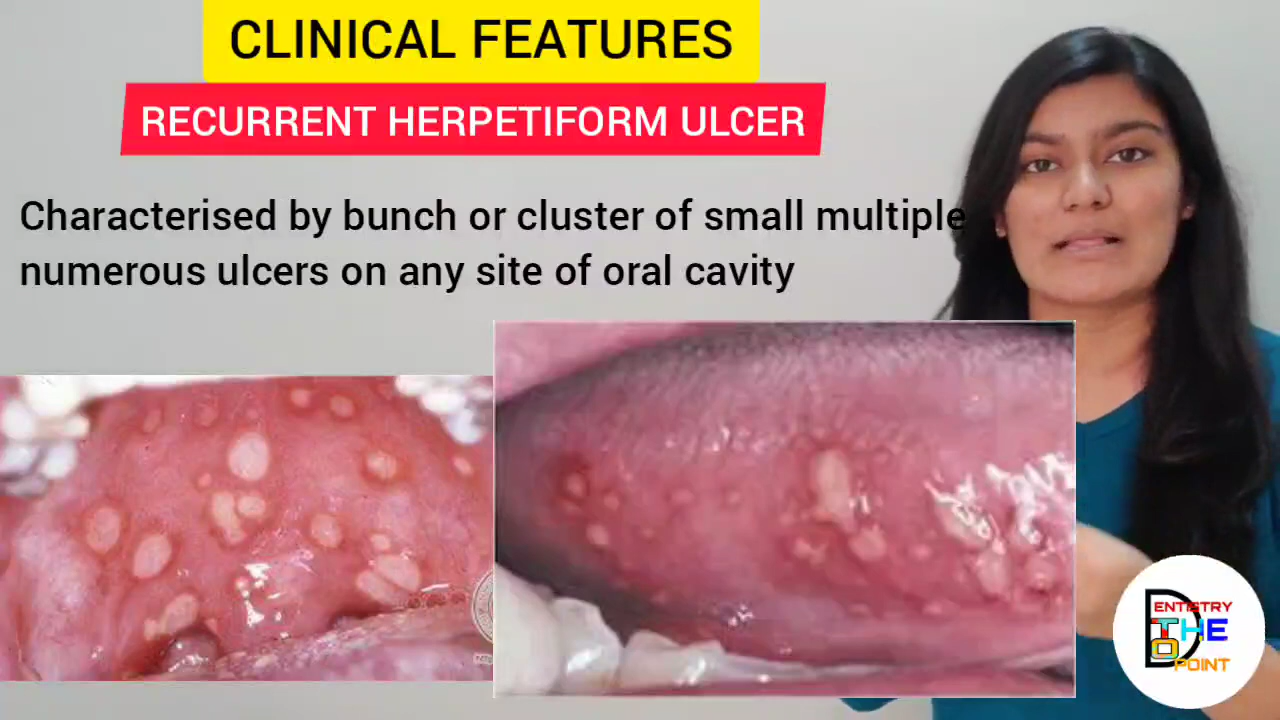 CLINICAL FEATURES
RECURRENT HERPETIFORM ULCER
Characterised by bunch or cluster of small multiple
numerous ulcers on any site of oral cavity
DENTISTRY
THE
TO
POINT